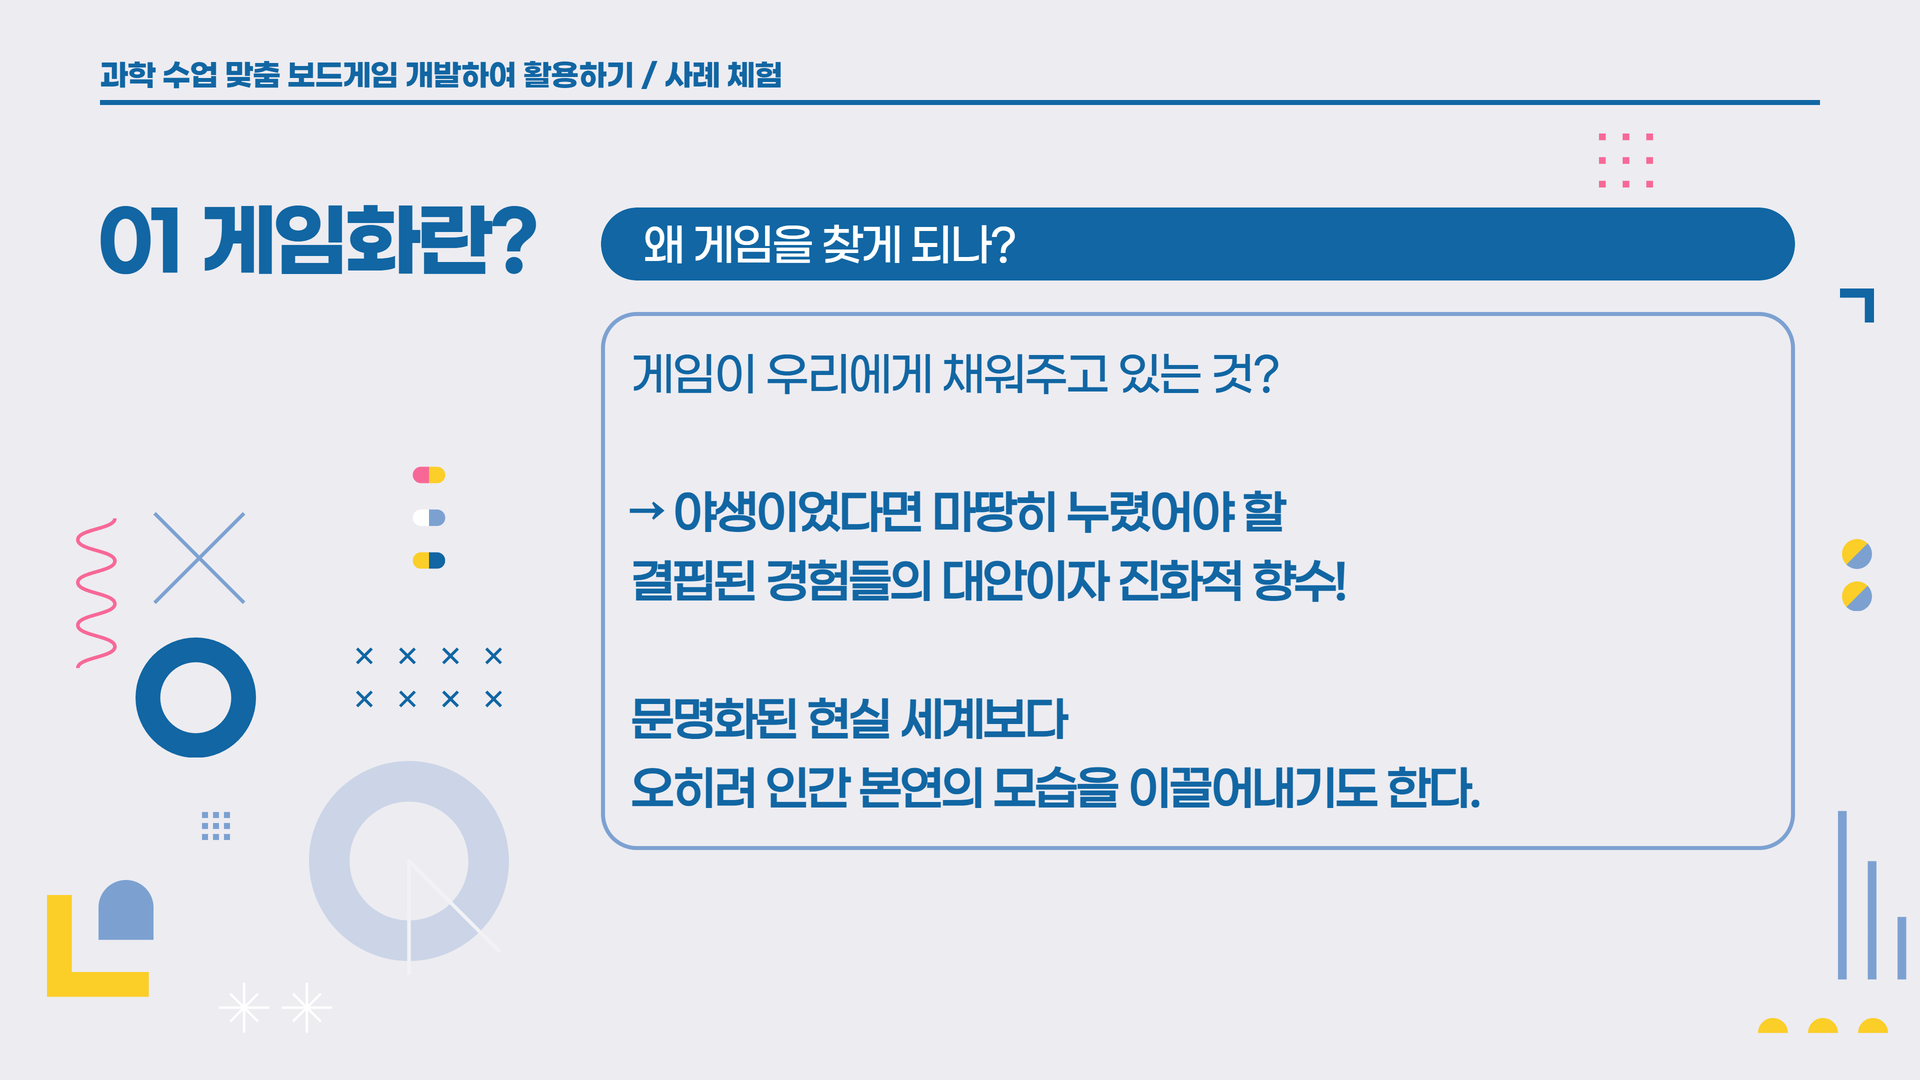 과학 수업 맞춤 보드게임 개발하여 활용하기 / 사례 체험
01 게임화란?
왜 게임을 찾게 되나?
게임이 우리에게 채워주고 있는 것?
→ 야생이었다면 마땅히 누렸어야 할
결핍된 경험들의 대안이자 진화적 향수!
문명화된 현실 세계보다
오히려 인간 본연의 모습을 이끌어내기도 한다.